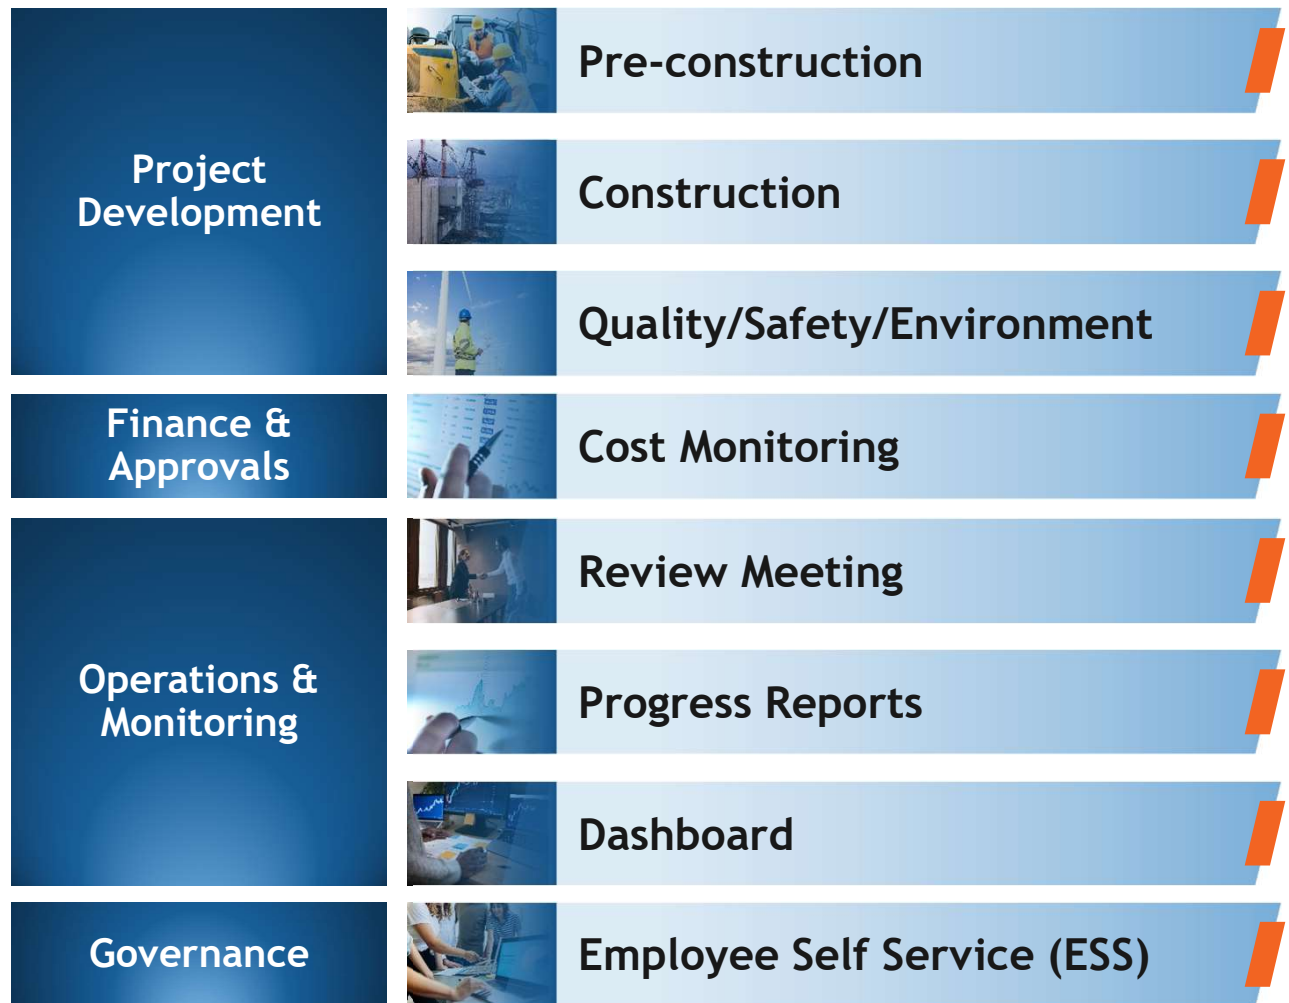 Project
Development
Pre-construction
Construction
Quality/Safety/Environment
Finance &
Approvals
Cost Monitoring
Operations &
Monitoring
Review Meeting
Progress Reports
Dashboard
Governance
Employee Self Service (ESS)